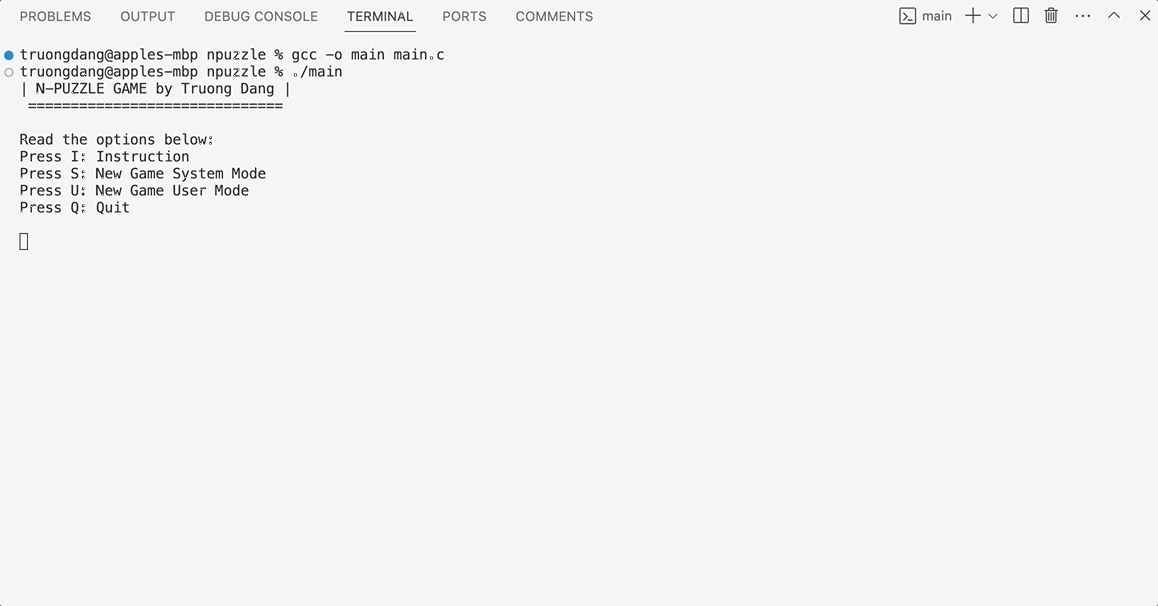 PROBLEMS OUTPUT DEBUG CONSOLE TERMINAL PORTS COMMENTS main
truongdang@apples-mbp npuzzle % gcc -o main main.c
truongdang@apples-mbp npuzzle % ./main
| N-PUZZLE GAME by Truong Dang |
==============================
Read the options below:
Press I: Instruction
Press S: New Game System Mode
Press U: New Game User Mode
Press Q: Quit